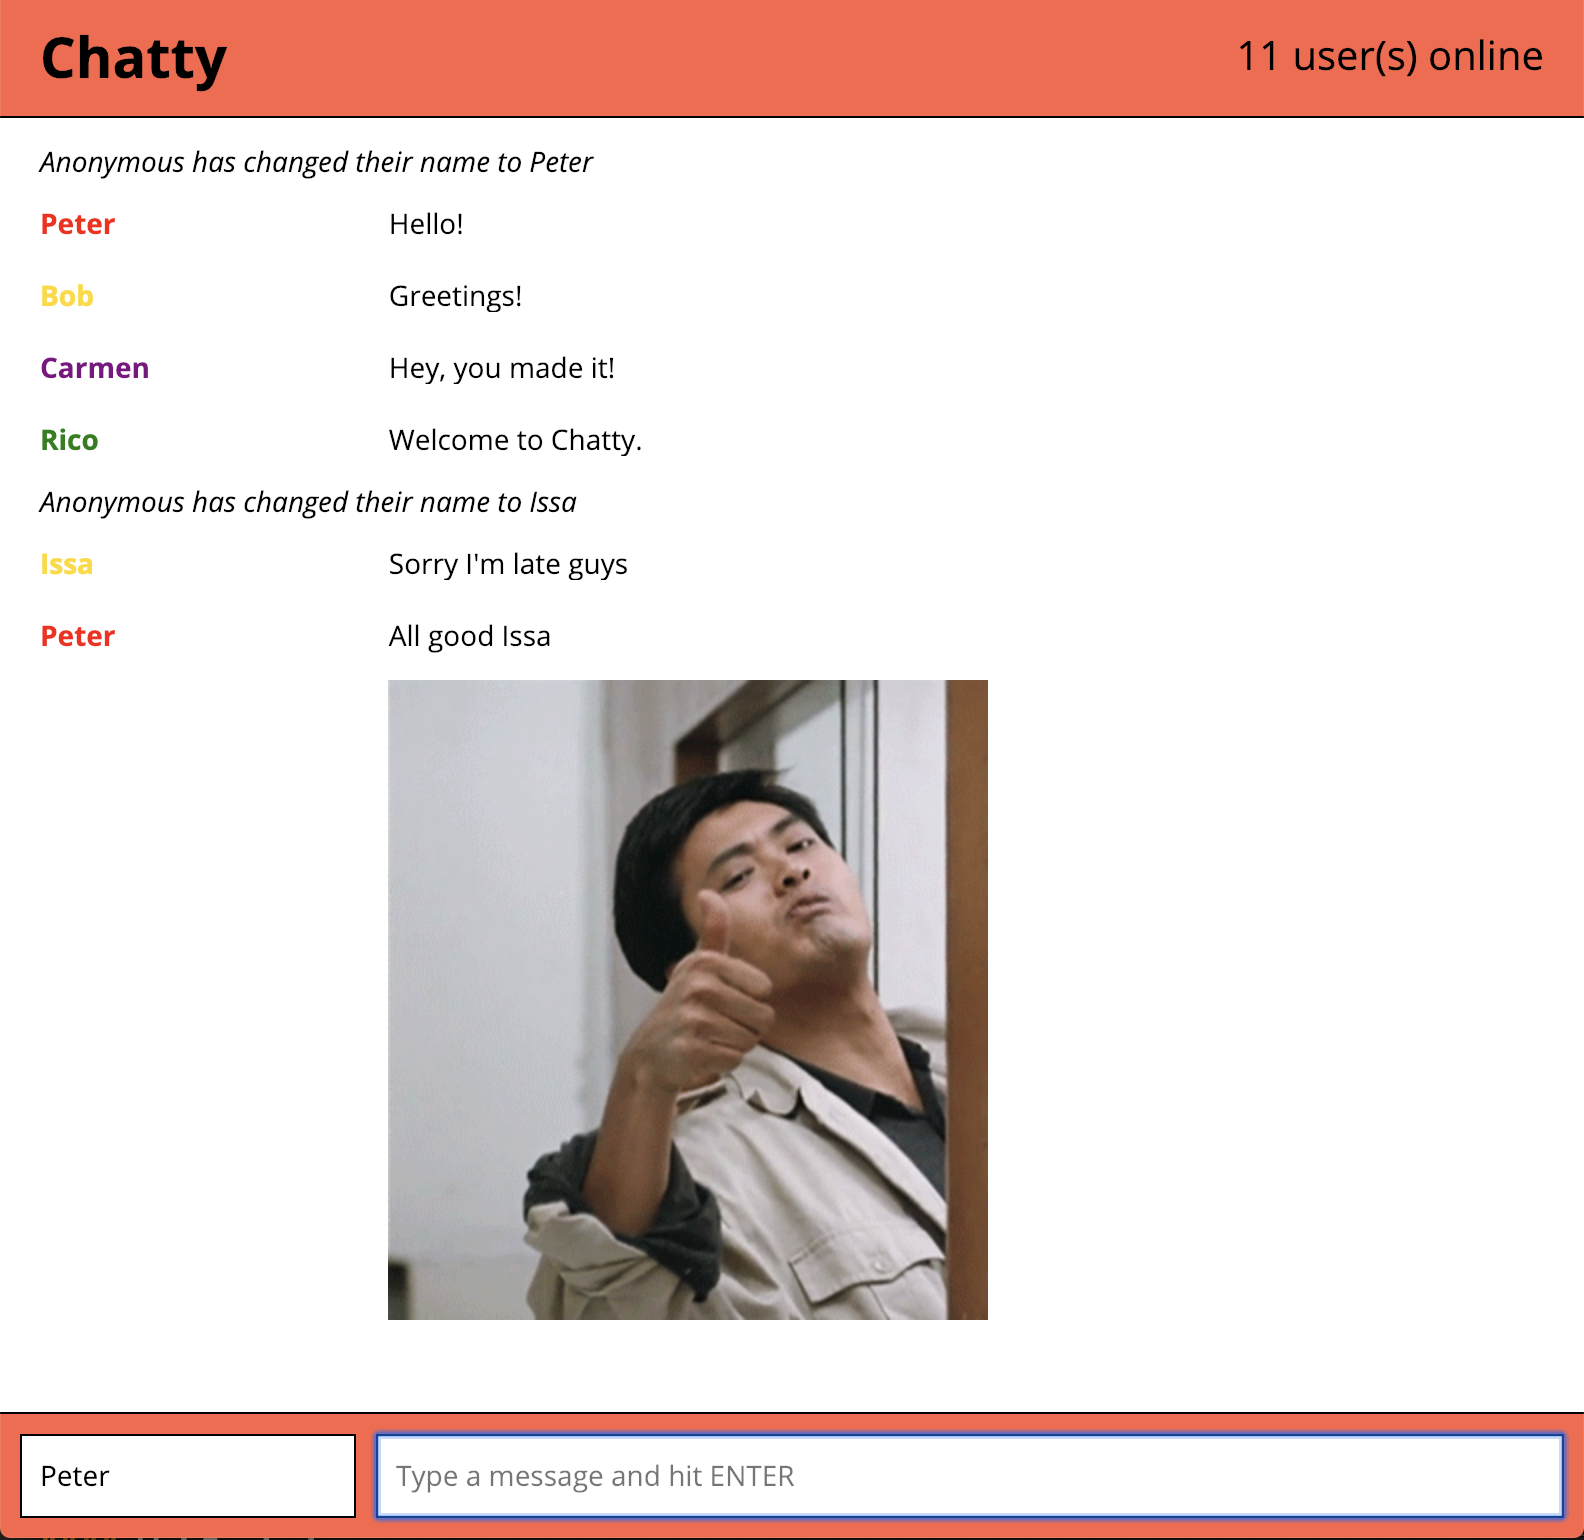 Chatty
11 user(s) online
Anonymous has changed their name to Peter
Peter Hello!
Bob Greetings!
Carmen Hey, you made it!
Rico Welcome to Chatty.
Anonymous has changed their name to Issa
Issa Sorry I'm late guys
Peter All good Issa
Peter
Type a message and hit ENTER